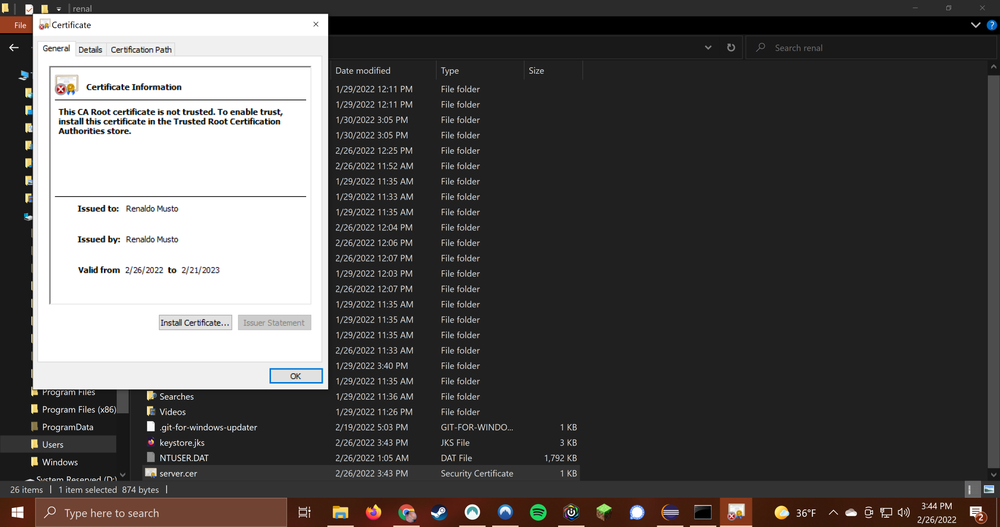 renal
File
Certificate
General
Details
Certification Path
Certificate Information
This CA Root certificate is not trusted. To enable trust,
install this certificate in the Trusted Root Certification
Authorities store.
Issued to: Renaldo Musto
Issued by: Renaldo Musto
Valid from 2/26/2022 to 2/21/2023
Install Certificate...
Issuer Statement
OK
?
Search renal
Date modified Type Size
1/29/2022 12:11 PM File folder
1/29/2022 12:11 PM File folder
1/30/2022 3:05 PM File folder
1/30/2022 3:05 PM File folder
2/26/2022 12:25 PM File folder
2/26/2022 11:52 AM File folder
1/29/2022 11:35 AM File folder
1/29/2022 11:33 AM File folder
1/29/2022 11:35 AM File folder
2/26/2022 12:04 PM File folder
2/26/2022 12:06 PM File folder
2/26/2022 12:07 PM File folder
1/29/2022 12:03 PM File folder
2/26/2022 12:07 PM File folder
1/29/2022 11:35 AM File folder
1/29/2022 11:35 AM File folder
1/29/2022 11:35 AM File folder
2/26/2022 11:33 AM File folder
1/29/2022 3:40 PM File folder
1/29/2022 11:35 AM File folder
Searches 1/29/2022 11:36 AM File folder
Videos 1/29/2022 11:26 PM File folder
.git-for-windows-updater 2/19/2022 5:03 PM GIT-FOR-WINDO... 1 KB
keystore.jks 2/26/2022 3:43 PM JKS File 3 KB
NTUSER.DAT 2/26/2022 1:05 AM DAT File 1,792 KB
server.cer 2/26/2022 3:43 PM Security Certificate 1 KB
Program Files
Program Files (x86)
ProgramData
Users
Windows
System Reserved (D:)
26 items 1 item selected 874 bytes
Type here to search
36°F
3:44 PM
2/26/2022
2